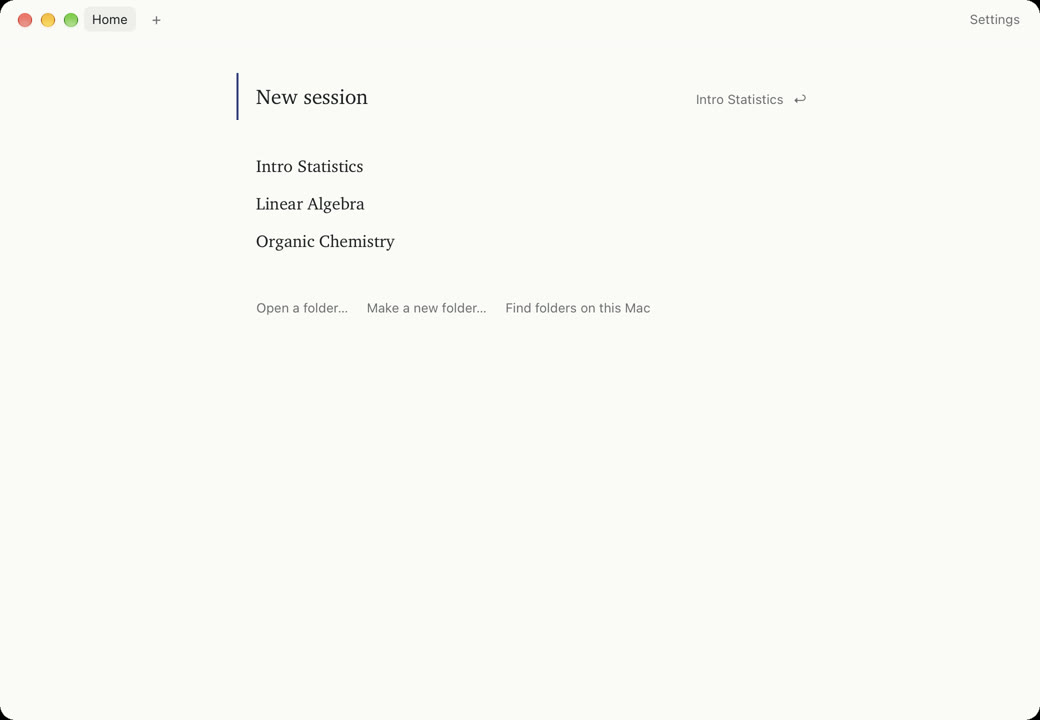 Home + Settings
New session Intro Statistics ↩
Intro Statistics
Linear Algebra
Organic Chemistry
Open a folder... Make a new folder... Find folders on this Mac